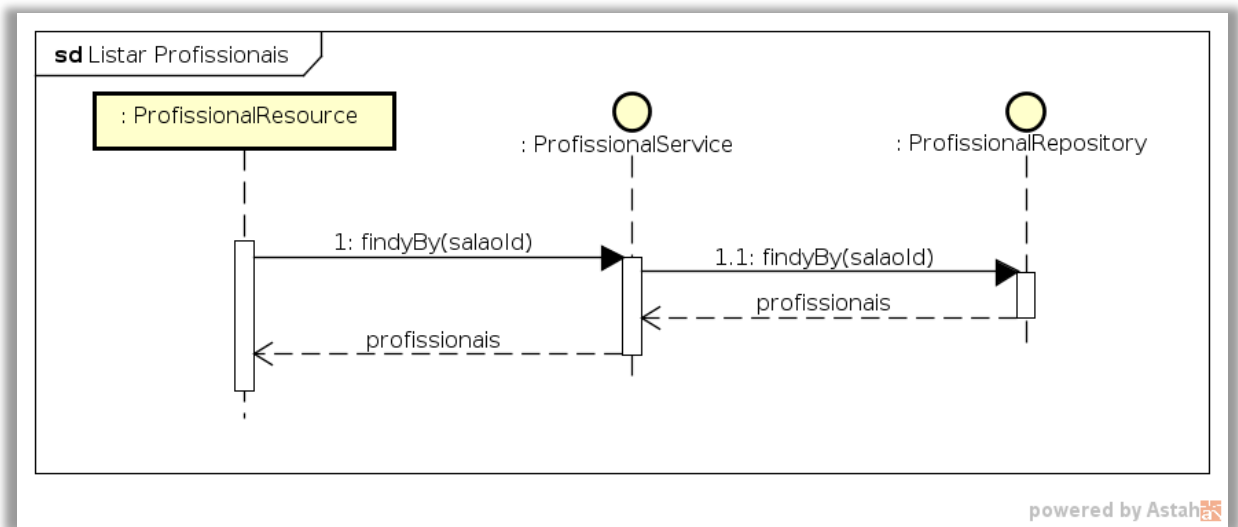 sd Listar Profissionais
: ProfissionalResource
: ProfissionalService
: ProfissionalRepository
1: findyBy(salaoId)
1.1: findyBy(salaoId)
profissionais
profissionais
powered by Astah